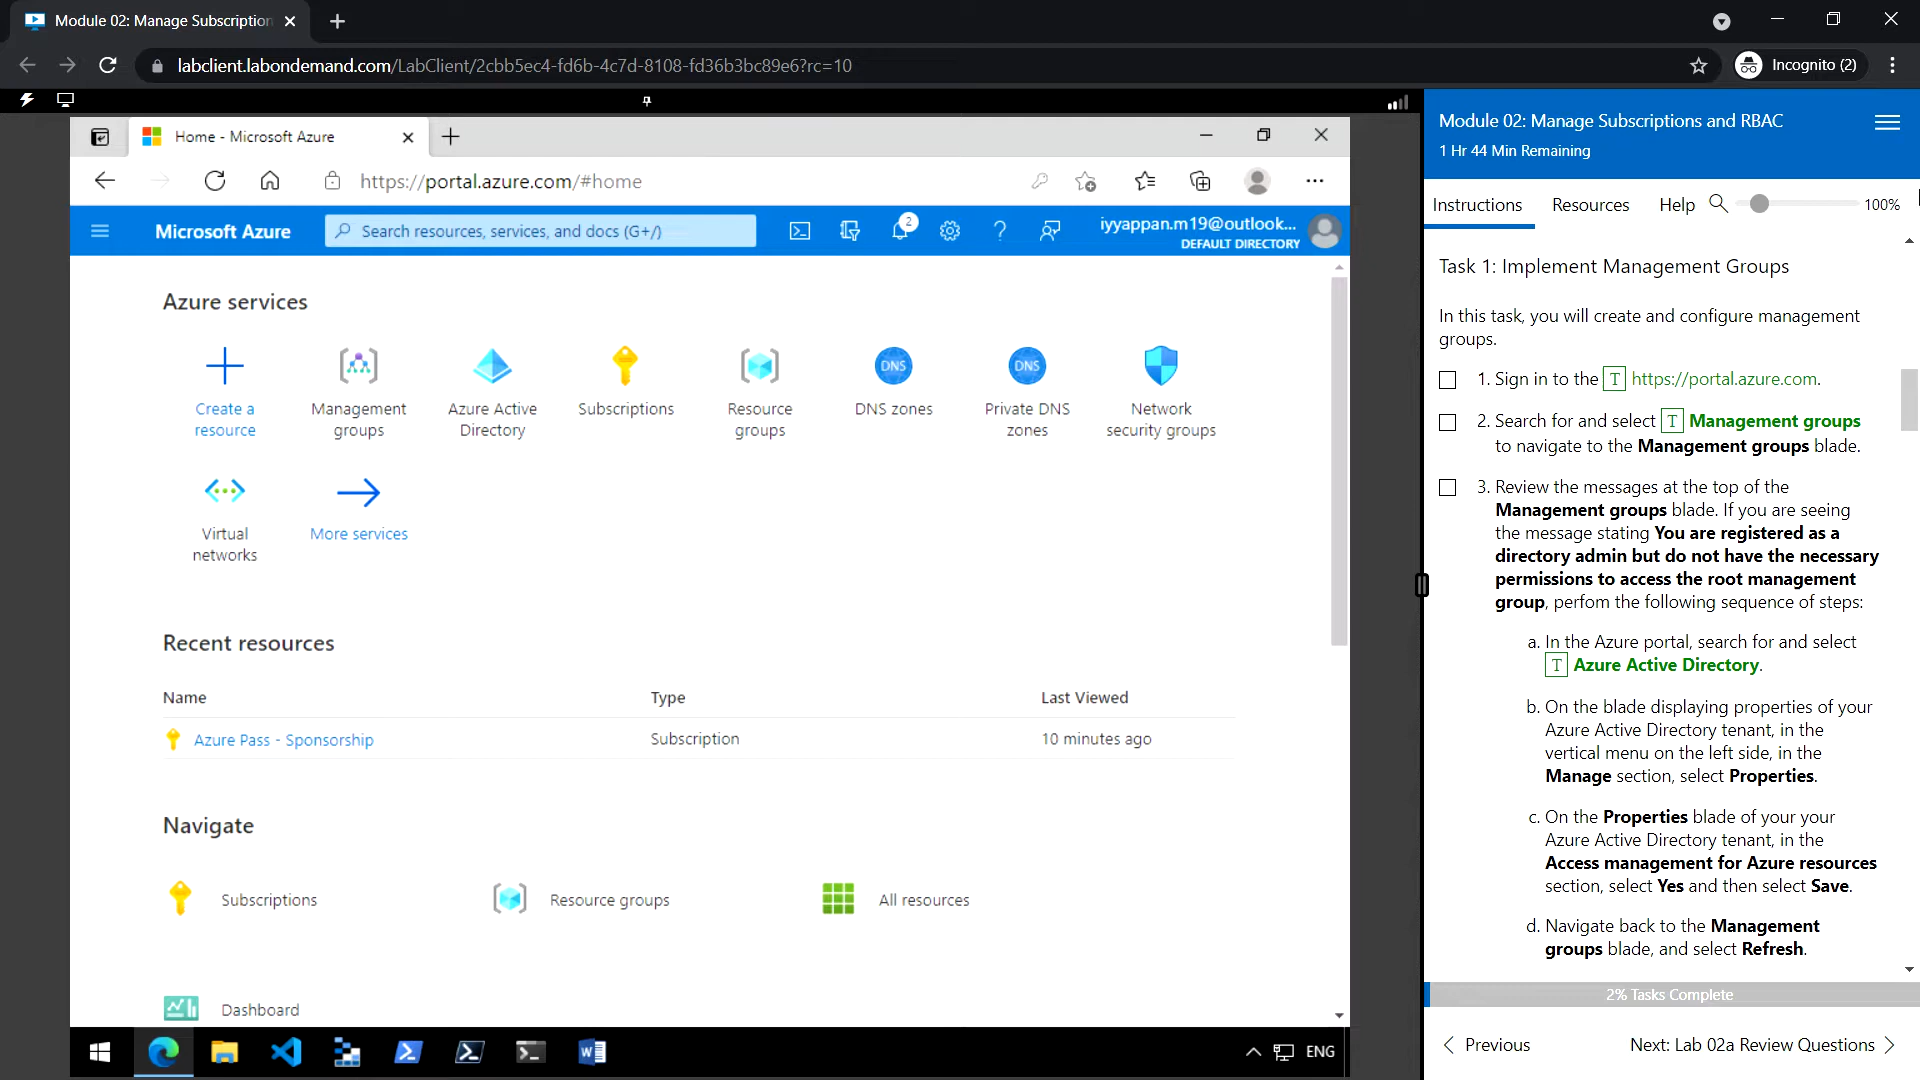 Module 02: Manage Subscription
labclient.labondemand.com/LabClient/2cbb5ec4-fd6b-4c7d-8108-fd36b3bc89e6?rc=10
Incognito (2)
Home - Microsoft Azure
https://portal.azure.com/#home
Microsoft Azure
Search resources, services, and docs (G+/)
2
iyyappan.m19@outlook...
DEFAULT DIRECTORY
Azure services
Create a
resource
Management
groups
Azure Active
Directory
Subscriptions
Resource
groups
DNS
DNS zones
DNS
Private DNS
zones
Network
security groups
Virtual
networks
More services
Recent resources
Name Type Last Viewed
Azure Pass - Sponsorship Subscription 10 minutes ago
Navigate
Subscriptions
Resource groups
All resources
Dashboard
ENG
Module 02: Manage Subscriptions and RBAC
1 Hr 44 Min Remaining
Instructions Resources Help 100%
Task 1: Implement Management Groups
In this task, you will create and configure management
groups.
1. Sign in to the T https://portal.azure.com.
2. Search for and select T Management groups
to navigate to the Management groups blade.
3. Review the messages at the top of the
Management groups blade. If you are seeing
the message stating You are registered as a
directory admin but do not have the necessary
permissions to access the root management
group, perfom the following sequence of steps:
a. In the Azure portal, search for and select
T Azure Active Directory.
b. On the blade displaying properties of your
Azure Active Directory tenant, in the
vertical menu on the left side, in the
Manage section, select Properties.
c. On the Properties blade of your your
Azure Active Directory tenant, in the
Access management for Azure resources
section, select Yes and then select Save.
d. Navigate back to the Management
groups blade, and select Refresh.
2% Tasks Complete
Previous
Next: Lab 02a Review Questions